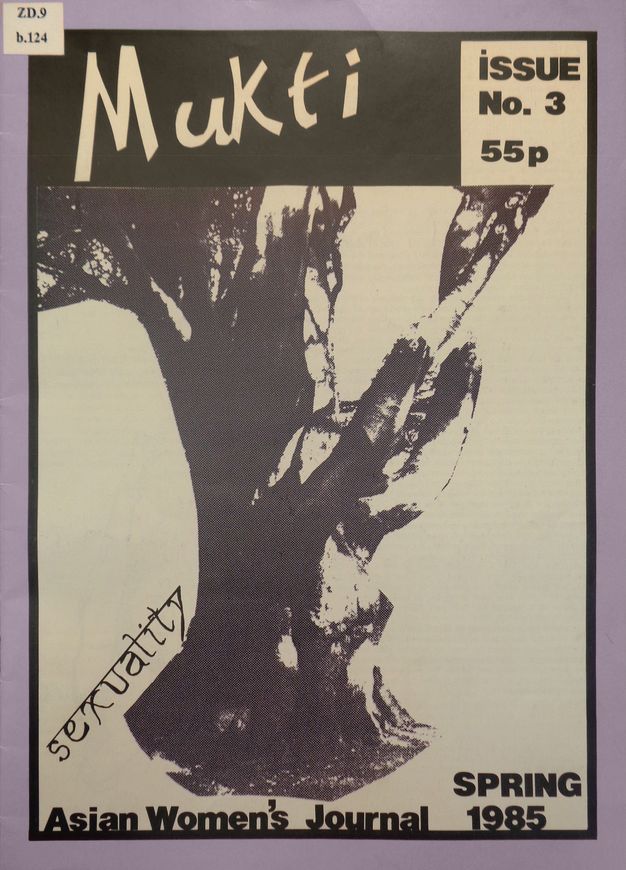 ZD.9
b.124
Mukti
ISSUE
No. 3
55p
sexuality
SPRING
Asian Women's Journal 1985